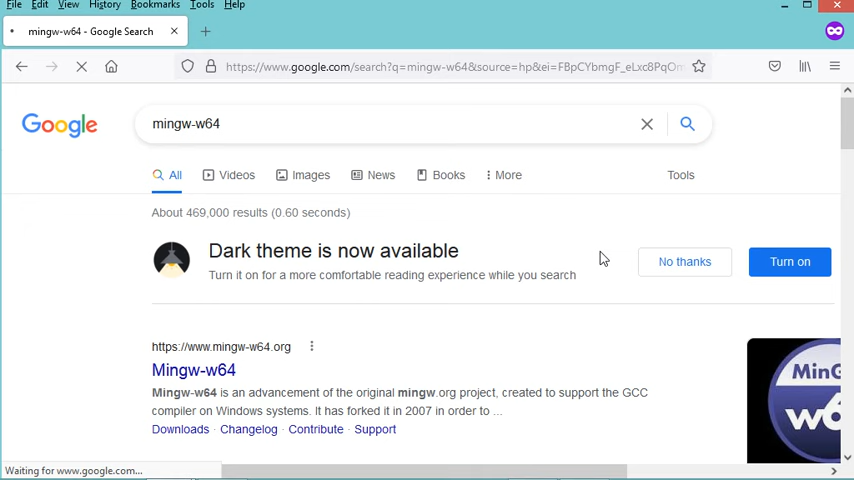 File Edit View History Bookmarks Tools Help
mingw-w64 - Google Search
https://www.google.com/search?q=mingw-w64&source=hp&ei=FBpCYbmgF_eLxc8PqOm
Google
mingw-w64
All Videos Images News Books More Tools
About 469,000 results (0.60 seconds)
Dark theme is now available
Turn it on for a more comfortable reading experience while you search
No thanks
Turn on
https://www.mingw-w64.org
Mingw-w64
Mingw-w64 is an advancement of the original mingw.org project, created to support the GCC
compiler on Windows systems. It has forked it in 2007 in order to ...
Downloads · Changelog · Contribute · Support
MinG
w6
Waiting for www.google.com...